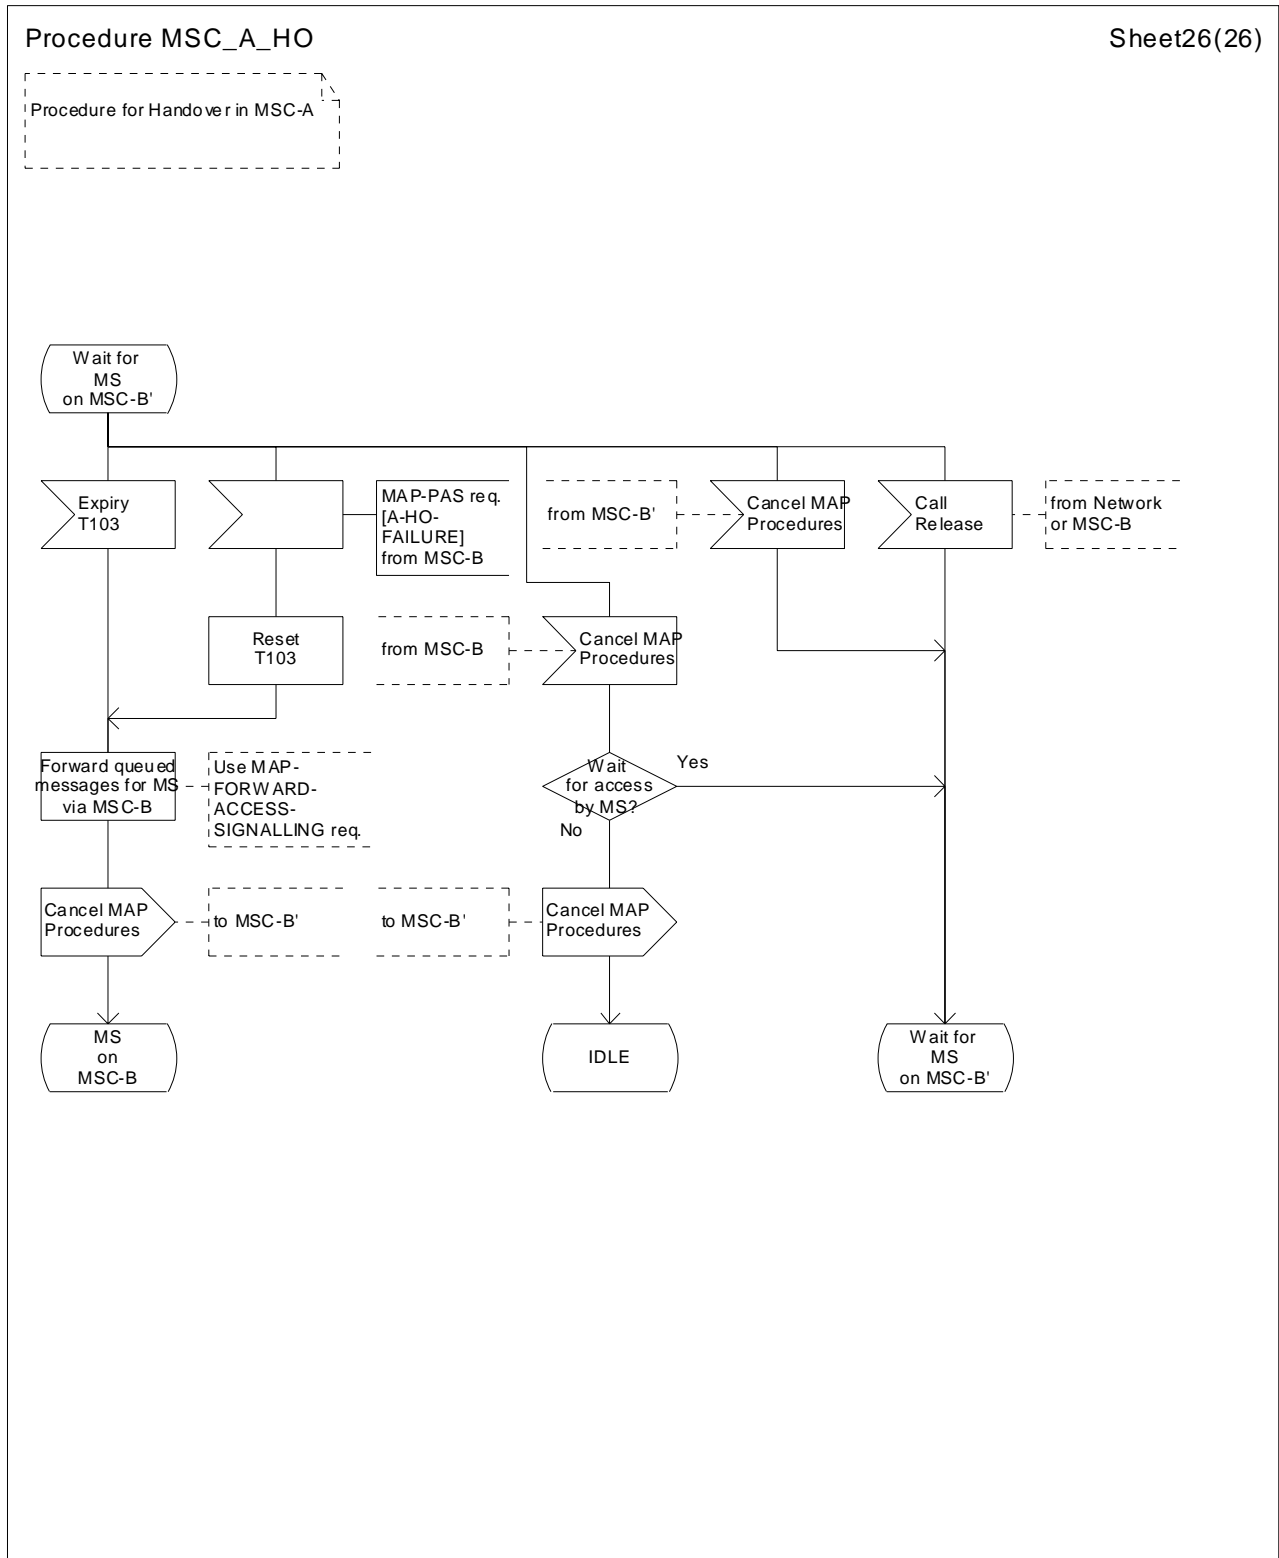 Procedure MSC_A_HO
Sheet26(26)
Procedure for Handover in MSC-A
Wait for
MS
on MSC-B'
Expiry
T103
MAP-PAS req.
[A-HO-
FAILURE]
from MSC-B
from MSC-B'
Cancel MAP
Procedures
Call
Release
from Network
or MSC-B
Reset
T103
from MSC-B
Cancel MAP
Procedures
Forward queued
messages for MS
via MSC-B
Use MAP-
FORWARD-
ACCESS-
SIGNALLING req.
Wait
for access
by MS?
Yes
No
Cancel MAP
Procedures
to MSC-B'
to MSC-B'
Cancel MAP
Procedures
MS
on
MSC-B
IDLE
Wait for
MS
on MSC-B'